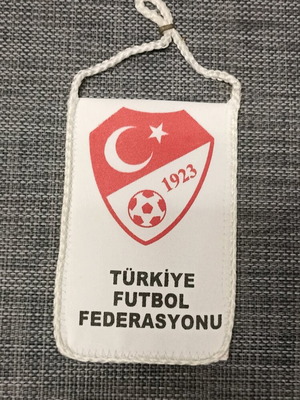 1923
TÜRKİYE
FUTBOL
FEDERASYONU